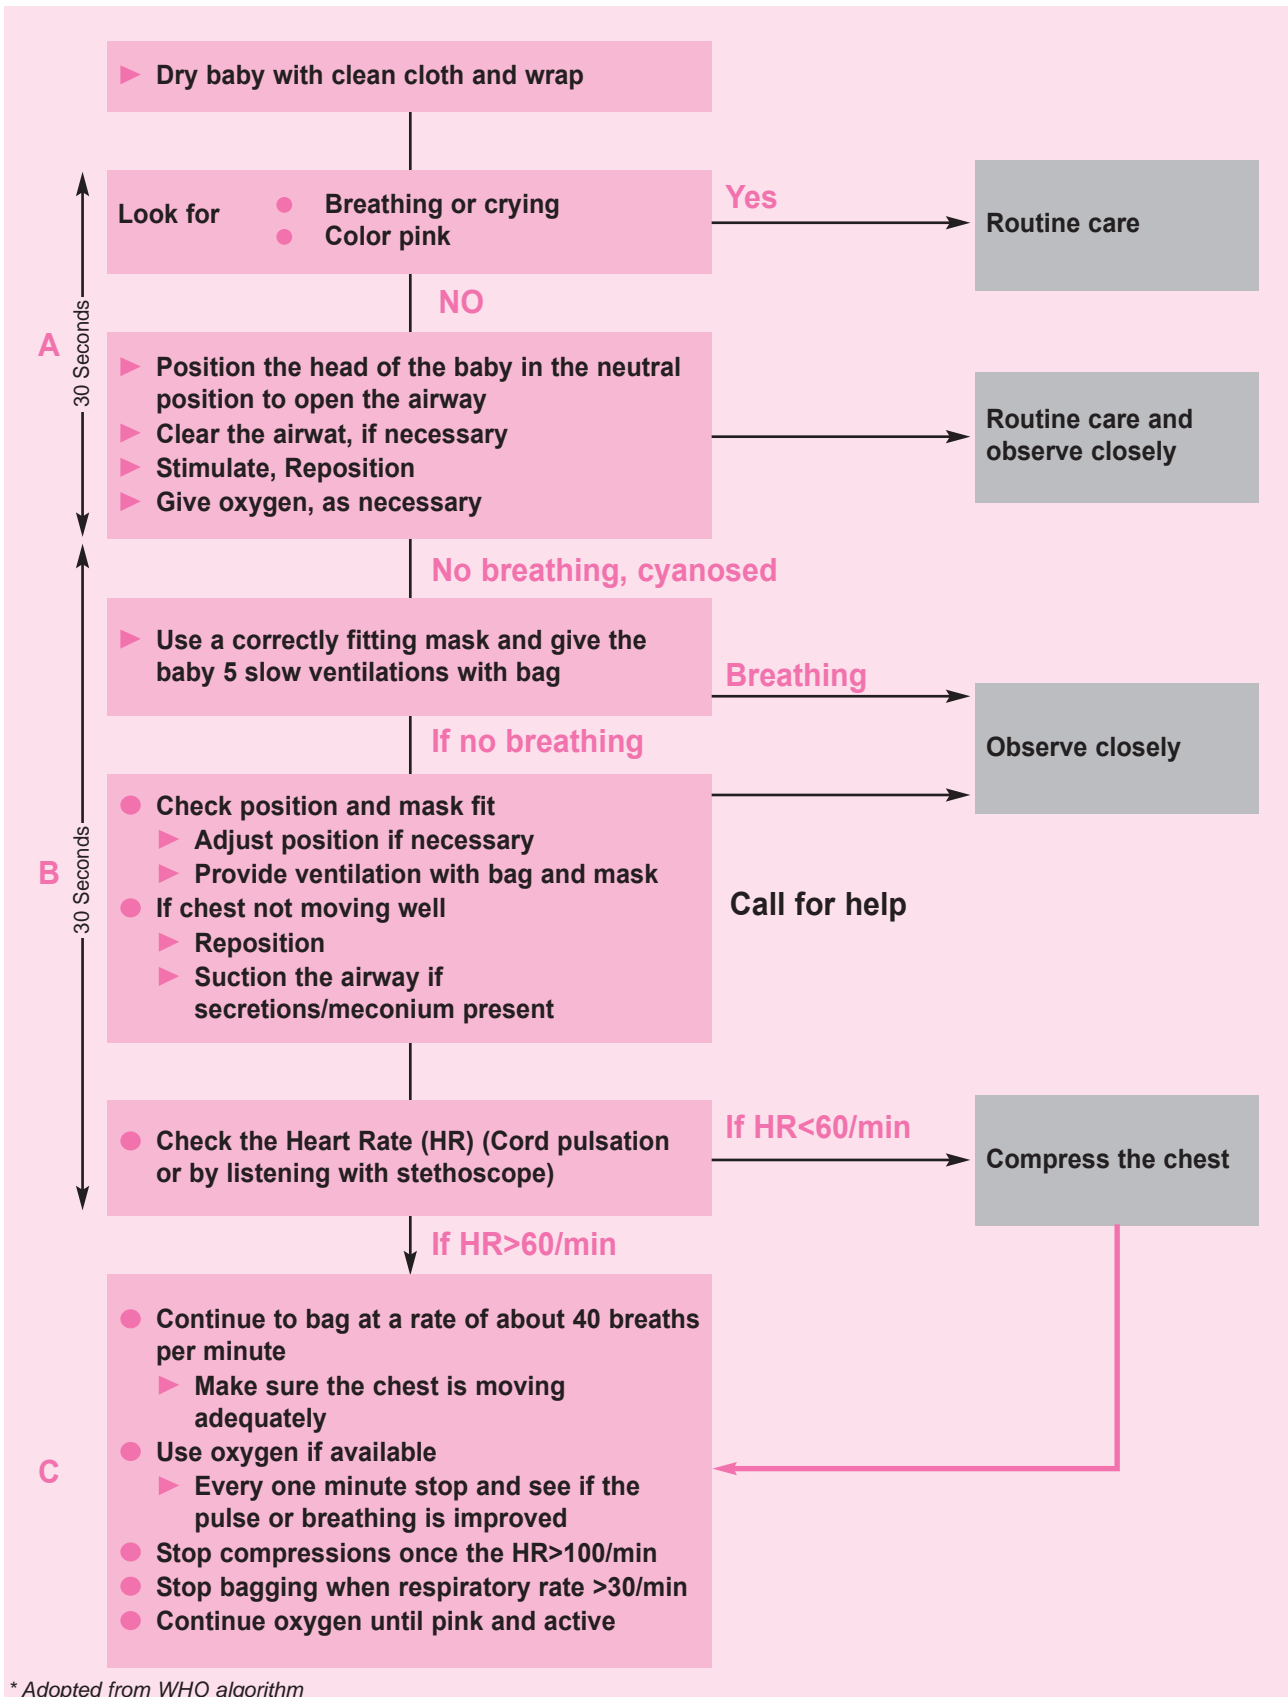 Dry baby with clean cloth and wrap
Look for
Breathing or crying
Color pink
Yes
Routine care
NO
A
30 Seconds
Position the head of the baby in the neutral
position to open the airway
Clear the airwat, if necessary
Stimulate, Reposition
Give oxygen, as necessary
Routine care and
observe closely
No breathing, cyanosed
Use a correctly fitting mask and give the
baby 5 slow ventilations with bag
Breathing
Observe closely
If no breathing
B
30 Seconds
Check position and mask fit
Adjust position if necessary
Provide ventilation with bag and mask
If chest not moving well
Reposition
Suction the airway if
secretions/meconium present
Call for help
Check the Heart Rate (HR) (Cord pulsation
or by listening with stethoscope)
If HR<60/min
Compress the chest
If HR>60/min
C
Continue to bag at a rate of about 40 breaths
per minute
Make sure the chest is moving
adequately
Use oxygen if available
Every one minute stop and see if the
pulse or breathing is improved
Stop compressions once the HR>100/min
Stop bagging when respiratory rate >30/min
Continue oxygen until pink and active
* Adopted from WHO algorithm